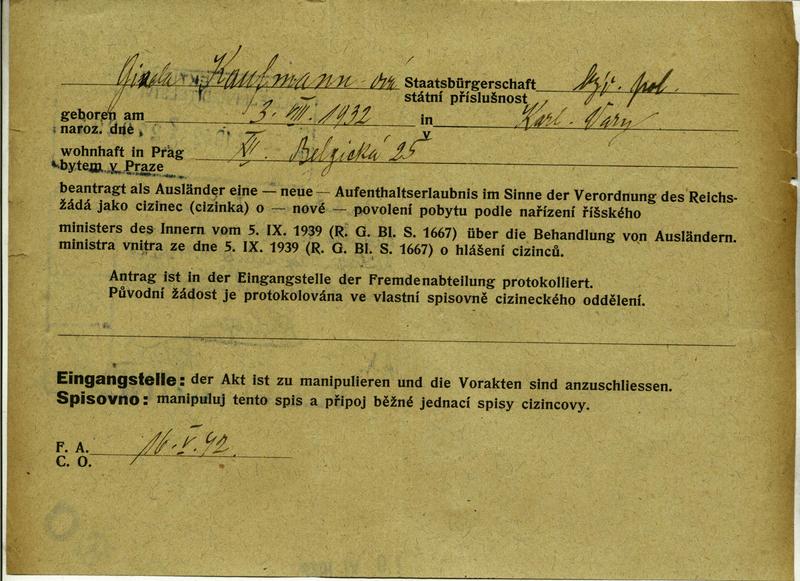 Gisela Kaufmann-ová Staatsbürgerschaft býv. pol.
státní příslušnost
geboren am 3. VIII. 1932 in Karl. Vary
naroz. dne v
wohnhaft in Prag XII. Belgická 25
bytem v Praze
beantragt als Ausländer eine — neue — Aufenthaltserlaubnis im Sinne der Verordnung des Reichs-
žádá jako cizinec (cizinka) o — nové — povolení pobytu podle nařízení říšského
ministers des Innern vom 5. IX. 1939 (R. G. Bl. S. 1667) über die Behandlung von Ausländern.
ministra vnitra ze dne 5. IX. 1939 (R. G. Bl. S. 1667) o hlášení cizinců.
Antrag ist in der Eingangstelle der Fremdenabteilung protokolliert.
Původní žádost je protokolována ve vlastní spisovně cizineckého oddělení.
Eingangstelle: der Akt ist zu manipulieren und die Vorakten sind anzuschliessen.
Spisovno: manipuluj tento spis a připoj běžné jednací spisy cizincovy.
F. A. 16. V. 42.
C. O.